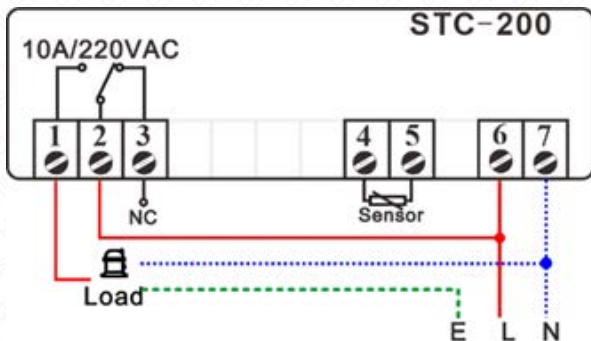 STC-200
10A/220VAC
1 2 3 4 5 6 7
NC
Sensor
Load
E L N